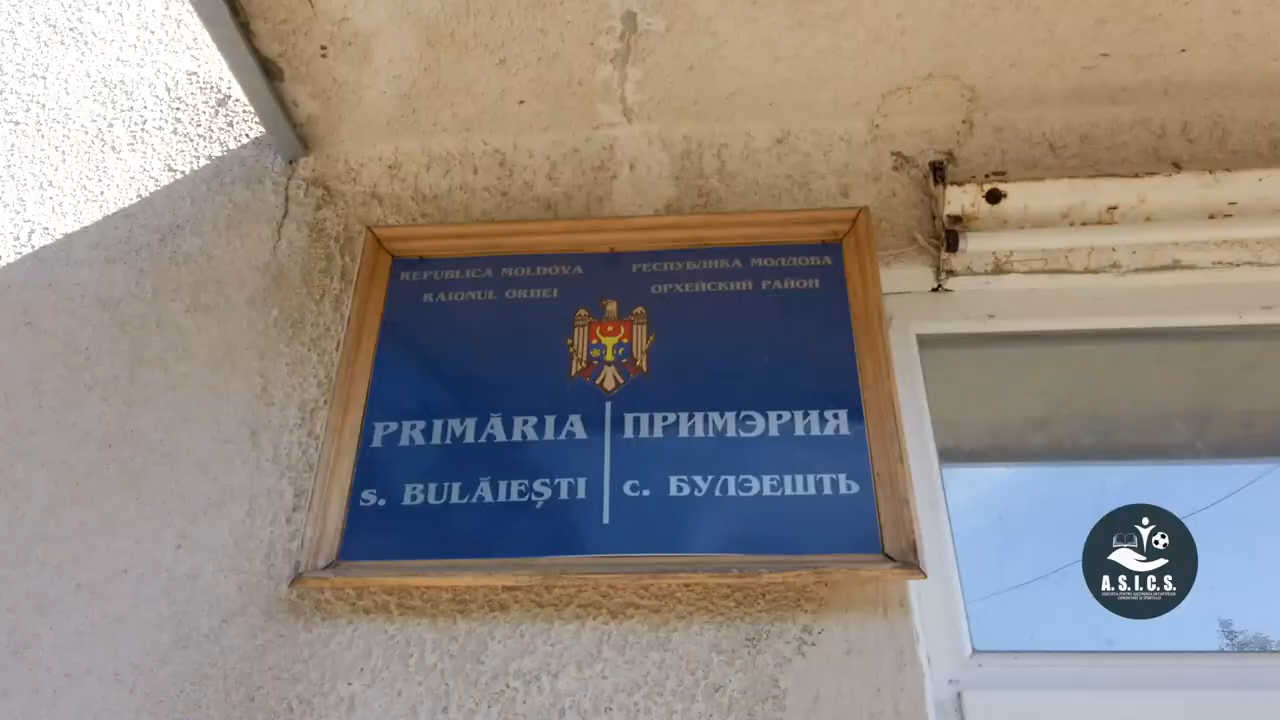 REPUBLICA MOLDOVA
RAIONUL ORHEI
РЕСПУБЛИКА МОЛДОВА
ОРХЕЙСКИЙ РАЙОН
PRIMĂRIA
s. BULĂIEȘTI
ПРИМЭРИЯ
с. БУЛЭЕШТЬ
A.S.I.C.S.